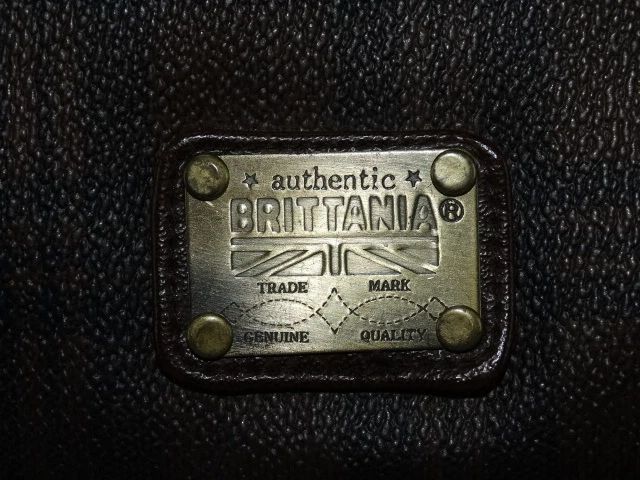 authentic
BRITTANIA®
TRADE MARK
GENUINE QUALITY